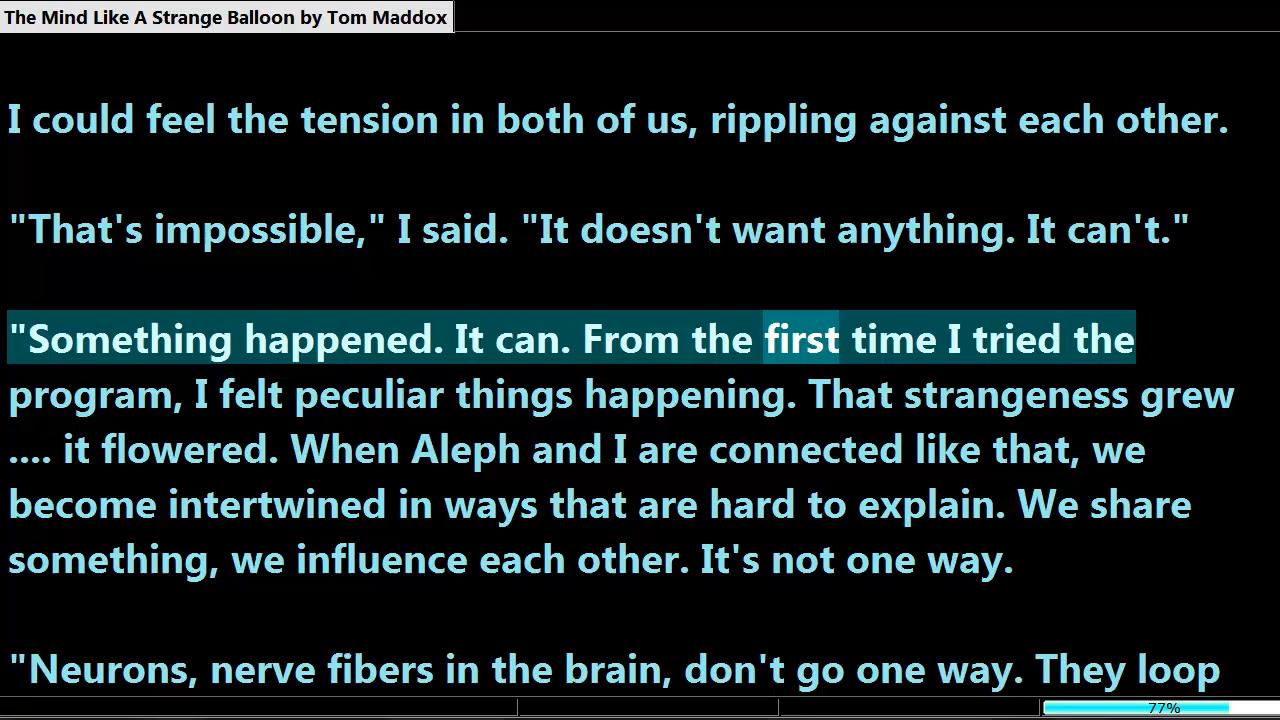 The Mind Like A Strange Balloon by Tom Maddox
I could feel the tension in both of us, rippling against each other.
"That's impossible," I said. "It doesn't want anything. It can't."
"Something happened. It can. From the first time I tried the
program, I felt peculiar things happening. That strangeness grew
.... it flowered. When Aleph and I are connected like that, we
become intertwined in ways that are hard to explain. We share
something, we influence each other. It's not one way.
"Neurons, nerve fibers in the brain, don't go one way. They loop
77%